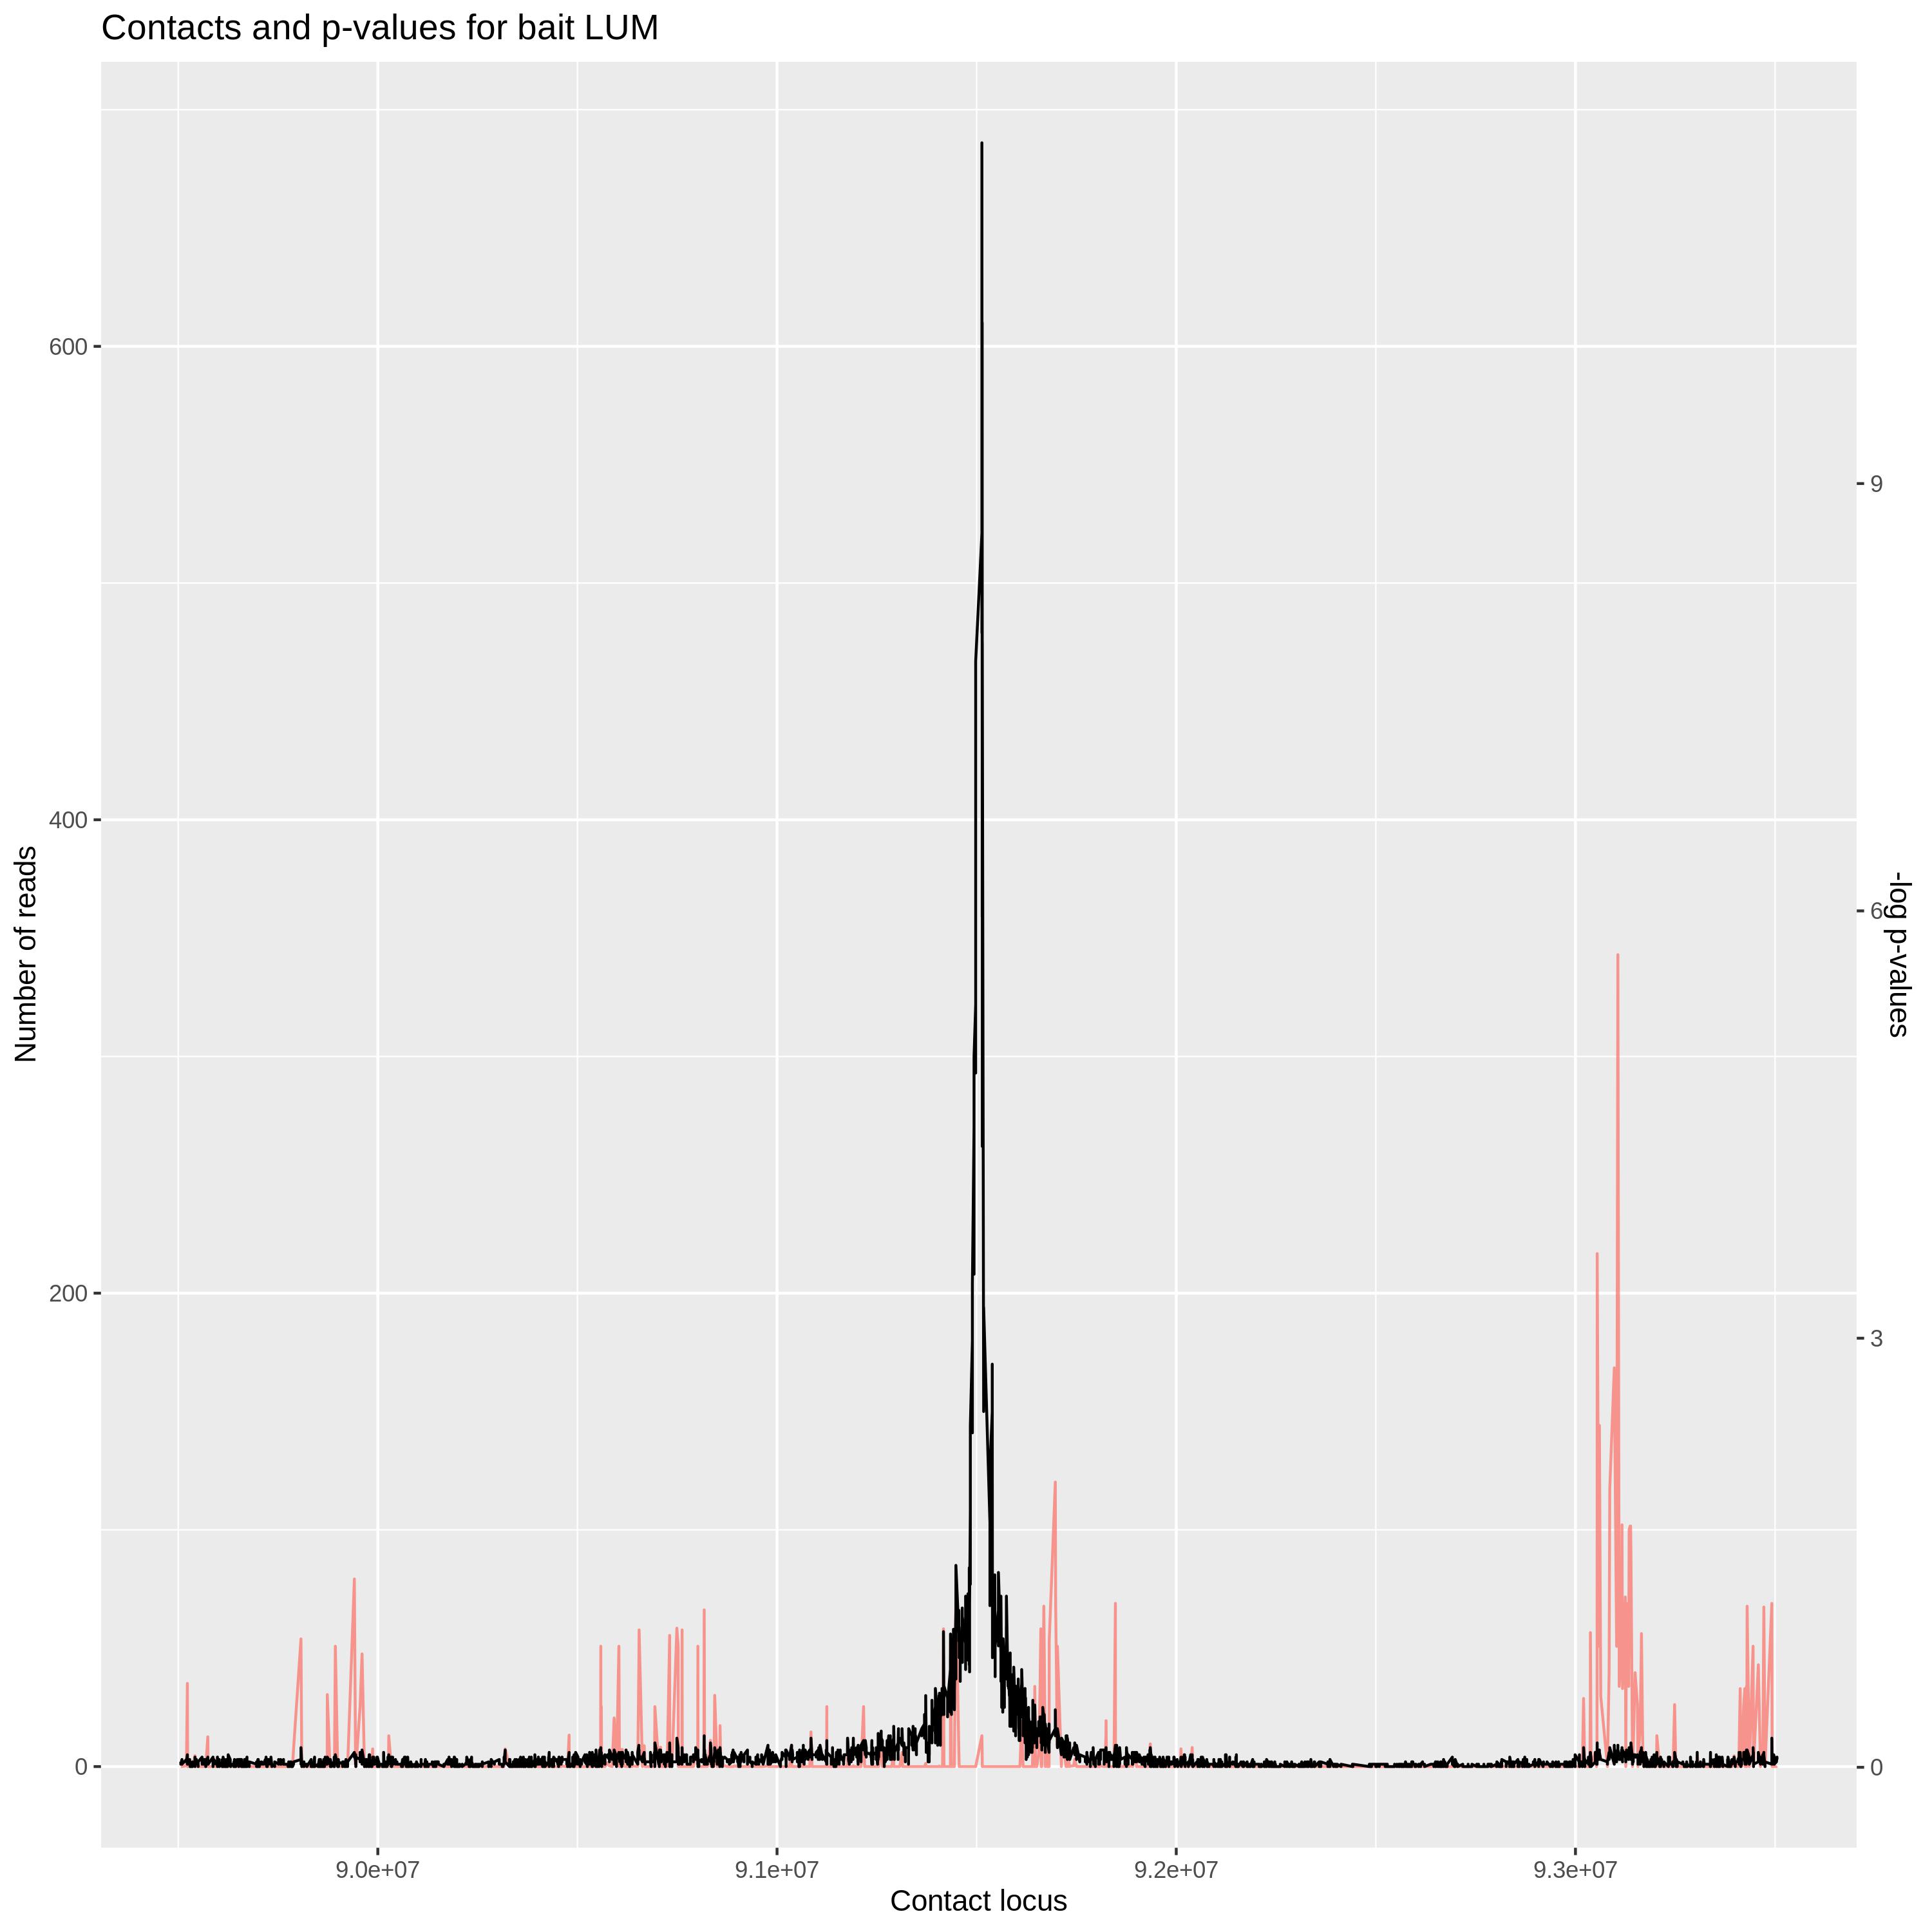 Contacts and p-values for bait LUM
600
400
200
0
Number of reads
9
6
3
0
-log p-values
9.0e+07
9.1e+07
9.2e+07
9.3e+07
Contact locus